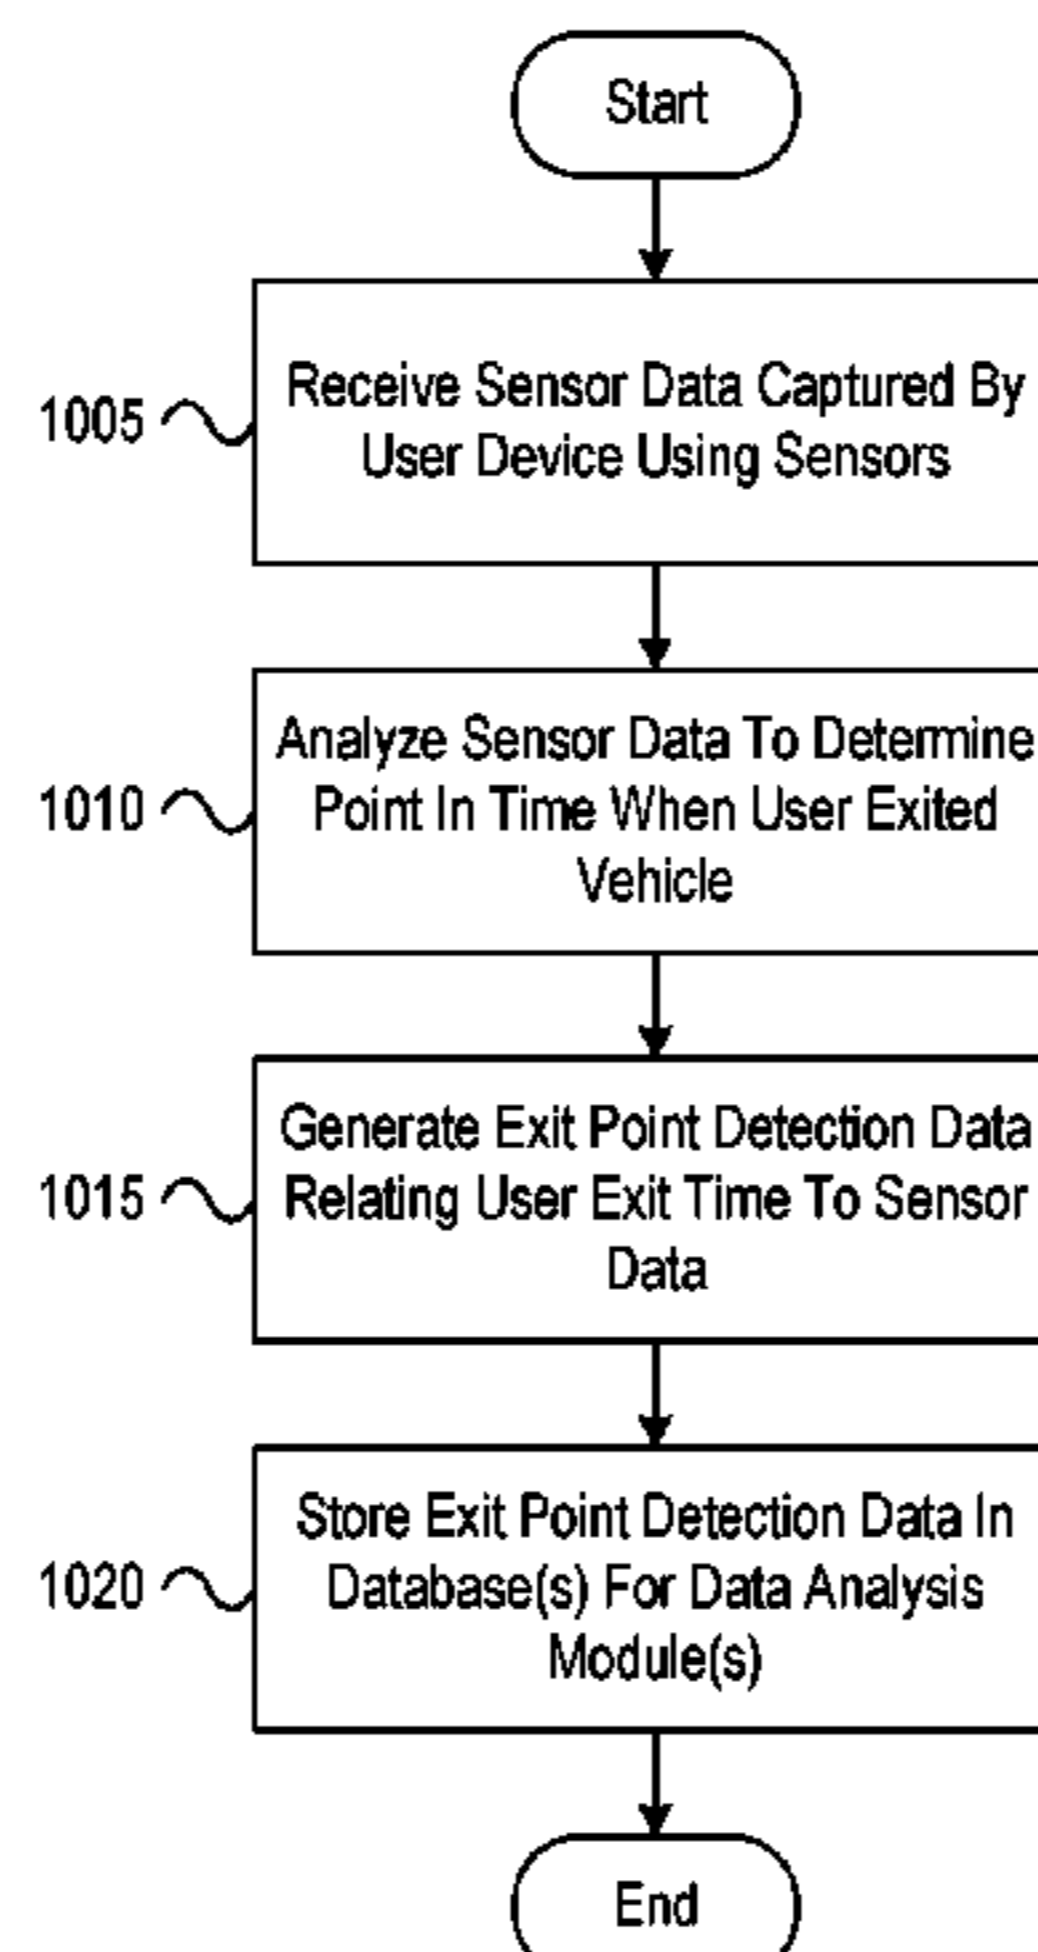 Start
1005
Receive Sensor Data Captured By
User Device Using Sensors
1010
Analyze Sensor Data To Determine
Point In Time When User Exited
Vehicle
1015
Generate Exit Point Detection Data
Relating User Exit Time To Sensor
Data
1020
Store Exit Point Detection Data In
Database(s) For Data Analysis
Module(s)
End